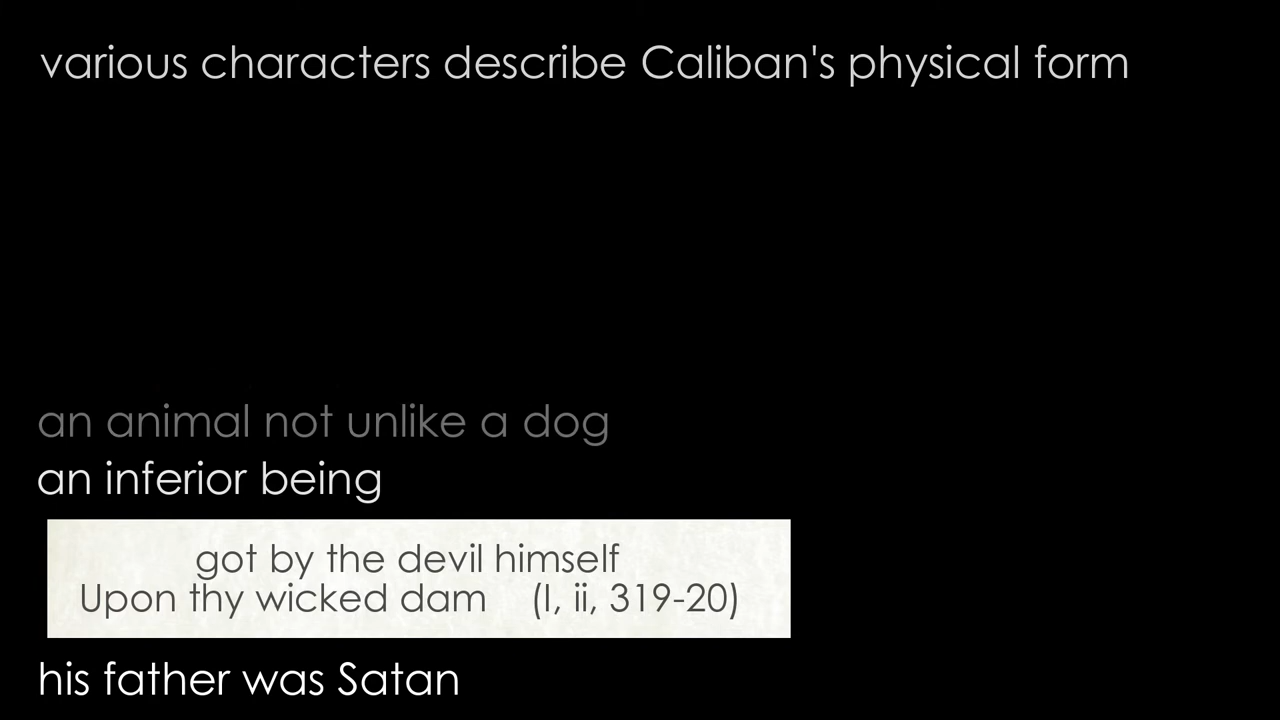 various characters describe Caliban's physical form
an animal not unlike a dog
an inferior being
got by the devil himself
Upon thy wicked dam (I, ii, 319-20)
his father was Satan